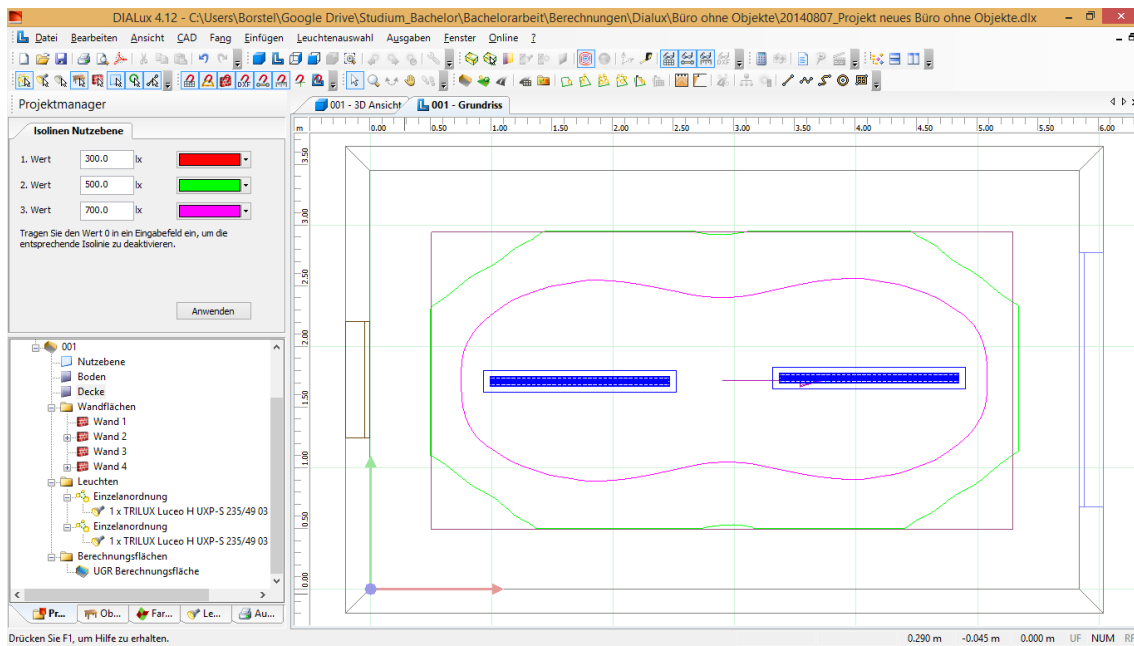 DIALux 4.12 - C:\Users\Borstel\Google Drive\Studium_Bachelor\Bachelorarbeit\Berechnungen\Dialux\Büro ohne Objekte\20140807_Projekt neues Büro ohne Objekte.dlx
Datei Bearbeiten Ansicht CAD Fang Einfügen Leuchtenauswahl Ausgaben Fenster Online ?
Projektmanager
001 - 3D Ansicht 001 - Grundriss
Isolinen Nutzebene
m 0.00 0.50 1.00 1.50 2.00 2.50 3.00 3.50 4.00 4.50 5.00 5.50 6.00
1. Wert 300.0 lx
2. Wert 500.0 lx
3. Wert 700.0 lx
Tragen Sie den Wert 0 in ein Eingabefeld ein, um die
entsprechende Isolinie zu deaktivieren.
Anwenden
3.50
3.00
2.50
2.00
1.50
1.00
0.50
0.00
001
Nutzebene
Boden
Decke
Wandflächen
Wand 1
Wand 2
Wand 3
Wand 4
Leuchten
Einzelanordnung
1 x TRILUX Luceo H UXP-S 235/49 03
Einzelanordnung
1 x TRILUX Luceo H UXP-S 235/49 03
Berechnungsflächen
UGR Berechnungsfläche
Pr... Ob... Far... Le... Au...
Drücken Sie F1, um Hilfe zu erhalten. 0.290 m -0.045 m 0.000 m UF NUM RF